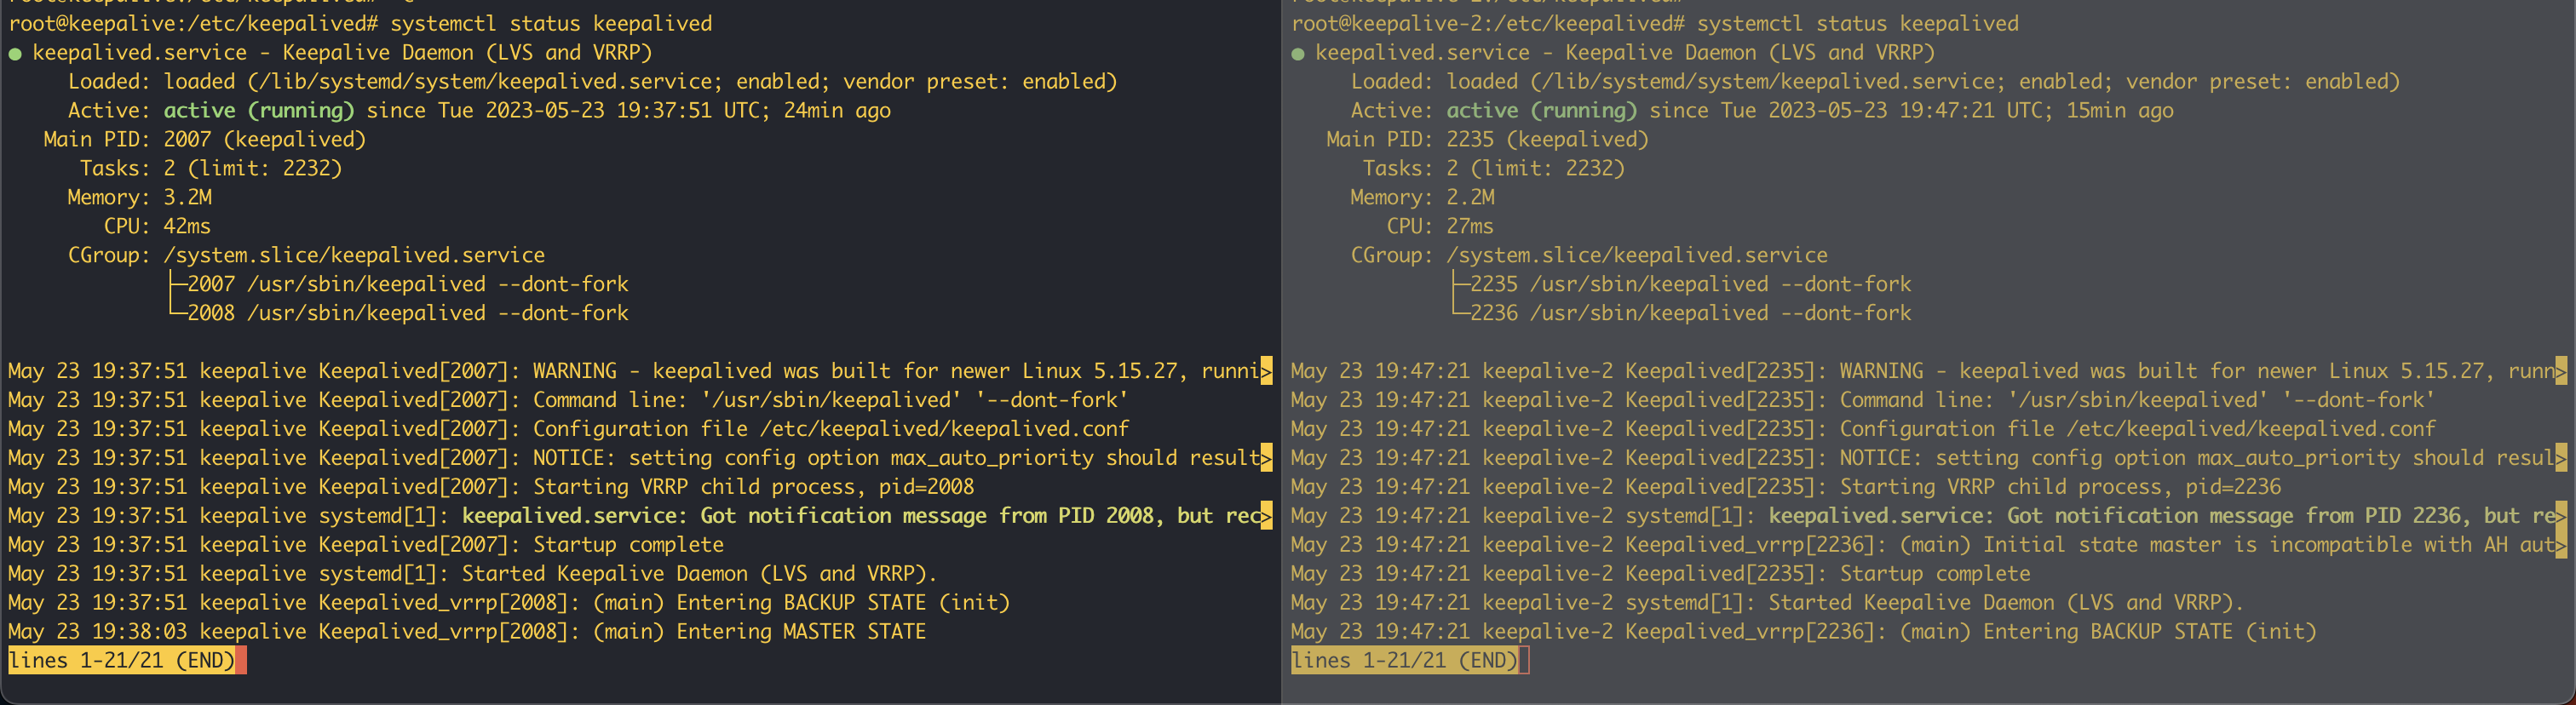 root@keepalive:/etc/keepalived# systemctl status keepalived
● keepalived.service - Keepalive Daemon (LVS and VRRP)
Loaded: loaded (/lib/systemd/system/keepalived.service; enabled; vendor preset: enabled)
Active: active (running) since Tue 2023-05-23 19:37:51 UTC; 24min ago
Main PID: 2007 (keepalived)
Tasks: 2 (limit: 2232)
Memory: 3.2M
CPU: 42ms
CGroup: /system.slice/keepalived.service
├─2007 /usr/sbin/keepalived --dont-fork
└─2008 /usr/sbin/keepalived --dont-fork
May 23 19:37:51 keepalive Keepalived[2007]: WARNING - keepalived was built for newer Linux 5.15.27, runni>
May 23 19:37:51 keepalive Keepalived[2007]: Command line: '/usr/sbin/keepalived' '--dont-fork'
May 23 19:37:51 keepalive Keepalived[2007]: Configuration file /etc/keepalived/keepalived.conf
May 23 19:37:51 keepalive Keepalived[2007]: NOTICE: setting config option max_auto_priority should result>
May 23 19:37:51 keepalive Keepalived[2007]: Starting VRRP child process, pid=2008
May 23 19:37:51 keepalive systemd[1]: keepalived.service: Got notification message from PID 2008, but rec>
May 23 19:37:51 keepalive Keepalived[2007]: Startup complete
May 23 19:37:51 keepalive systemd[1]: Started Keepalive Daemon (LVS and VRRP).
May 23 19:37:51 keepalive Keepalived_vrrp[2008]: (main) Entering BACKUP STATE (init)
May 23 19:38:03 keepalive Keepalived_vrrp[2008]: (main) Entering MASTER STATE
lines 1-21/21 (END)
root@keepalive-2:/etc/keepalived# systemctl status keepalived
● keepalived.service - Keepalive Daemon (LVS and VRRP)
Loaded: loaded (/lib/systemd/system/keepalived.service; enabled; vendor preset: enabled)
Active: active (running) since Tue 2023-05-23 19:47:21 UTC; 15min ago
Main PID: 2235 (keepalived)
Tasks: 2 (limit: 2232)
Memory: 2.2M
CPU: 27ms
CGroup: /system.slice/keepalived.service
├─2235 /usr/sbin/keepalived --dont-fork
└─2236 /usr/sbin/keepalived --dont-fork
May 23 19:47:21 keepalive-2 Keepalived[2235]: WARNING - keepalived was built for newer Linux 5.15.27, runn>
May 23 19:47:21 keepalive-2 Keepalived[2235]: Command line: '/usr/sbin/keepalived' '--dont-fork'
May 23 19:47:21 keepalive-2 Keepalived[2235]: Configuration file /etc/keepalived/keepalived.conf
May 23 19:47:21 keepalive-2 Keepalived[2235]: NOTICE: setting config option max_auto_priority should resul>
May 23 19:47:21 keepalive-2 Keepalived[2235]: Starting VRRP child process, pid=2236
May 23 19:47:21 keepalive-2 systemd[1]: keepalived.service: Got notification message from PID 2236, but re>
May 23 19:47:21 keepalive-2 Keepalived_vrrp[2236]: (main) Initial state master is incompatible with AH aut>
May 23 19:47:21 keepalive-2 Keepalived[2235]: Startup complete
May 23 19:47:21 keepalive-2 systemd[1]: Started Keepalive Daemon (LVS and VRRP).
May 23 19:47:21 keepalive-2 Keepalived_vrrp[2236]: (main) Entering BACKUP STATE (init)
lines 1-21/21 (END)